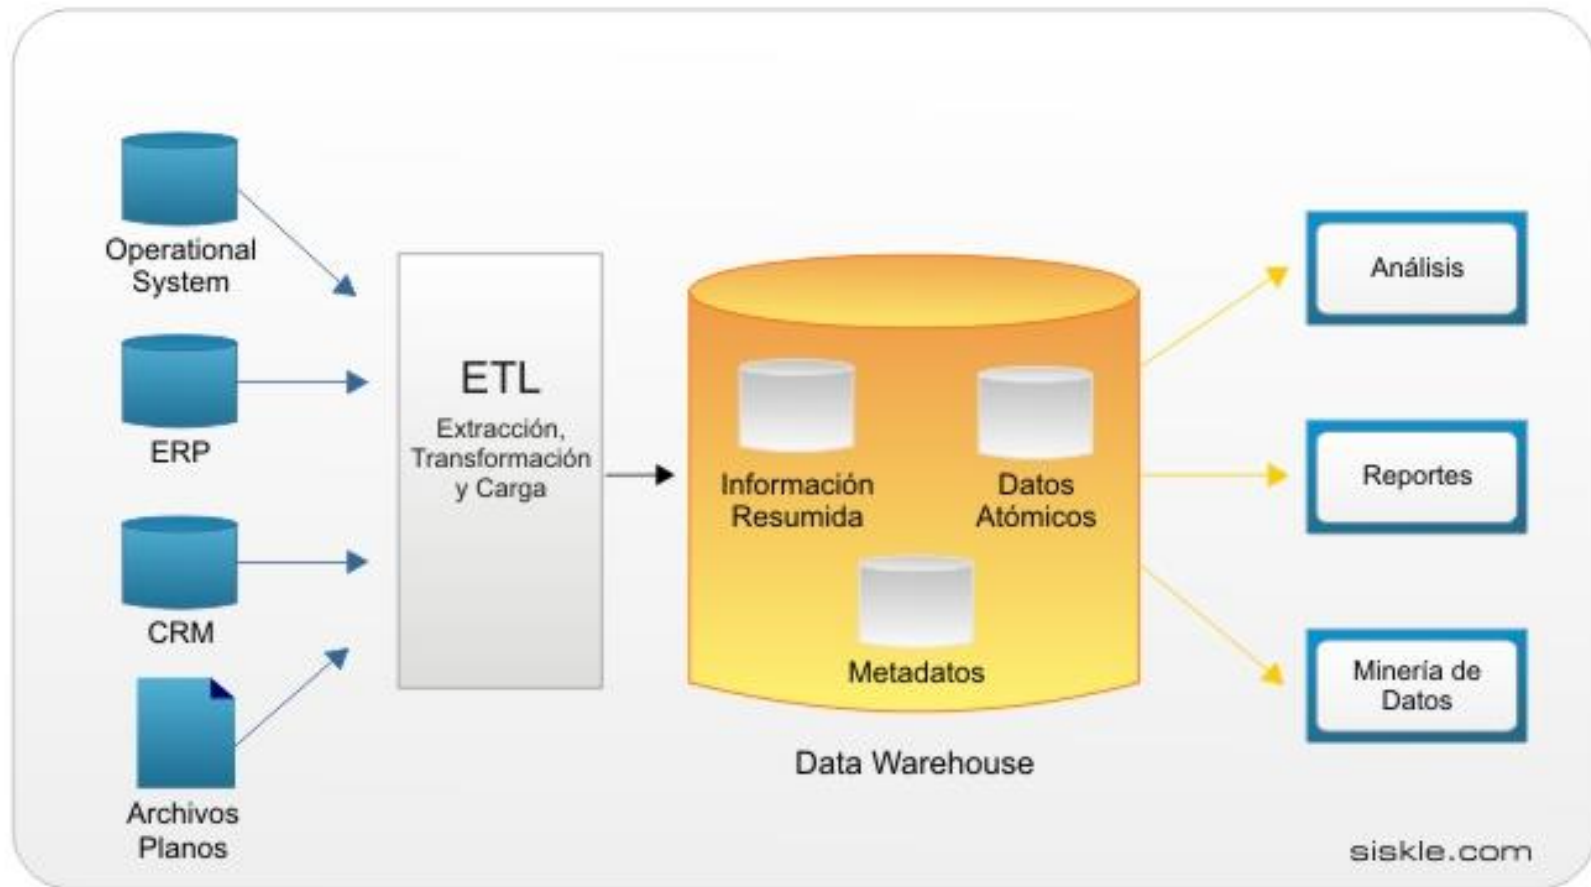 Operational
System
ERP
CRM
Archivos
Planos
ETL
Extracción,
Transformación
y Carga
Información
Resumida
Datos
Atómicos
Metadatos
Data Warehouse
Análisis
Reportes
Minería de
Datos
siskle.com